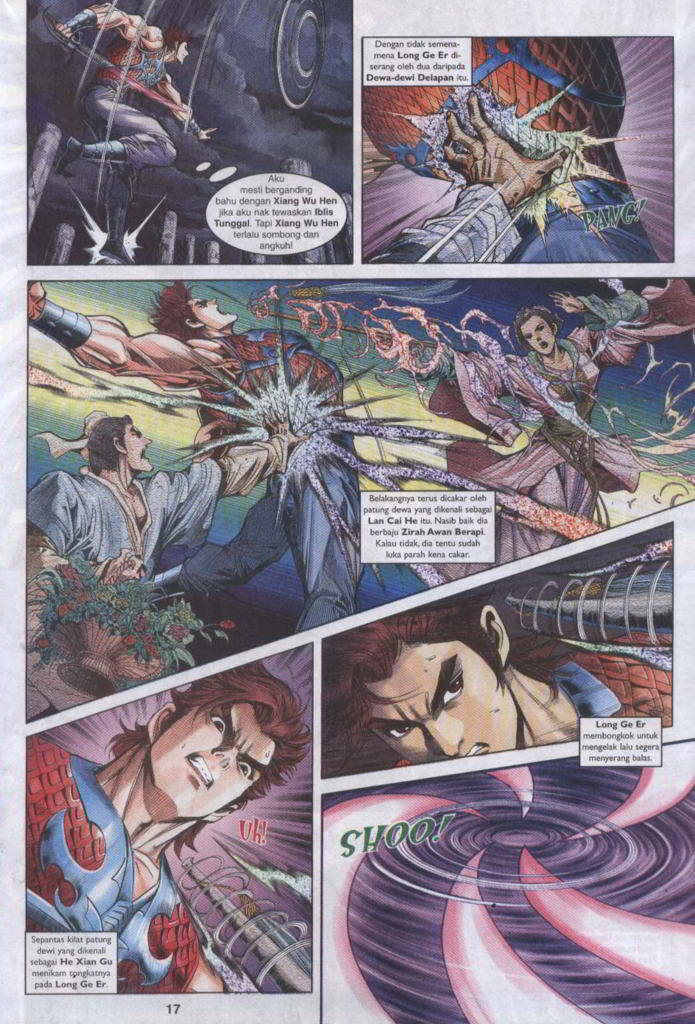 Aku
mesti berganding
bahu dengan Xiang Wu Hen
jika aku nak tewaskan Iblis
Tunggal. Tapi Xiang Wu Hen
terlalu sombong dan
angkuh!
Dengan tidak semena-
mena Long Ge Er di-
serang oleh dua daripada
Dewa-dewi Delapan itu.
PANG!
Belakangnya terus dicakar oleh
patung dewa yang dikenali sebagai
Lan Cai He itu. Nasib baik dia
berbaju Zirah Awan Berapi.
Kalau tidak, dia tentu sudah
luka parah kena cakar.
Long Ge Er
membongkok untuk
mengelak lalu segera
menyerang balas.
Uh!
Sepantas kilat patung
dewi yang dikenali
sebagai He Xian Gu
menikam tongkatnya
pada Long Ge Er.
SHOO!
17